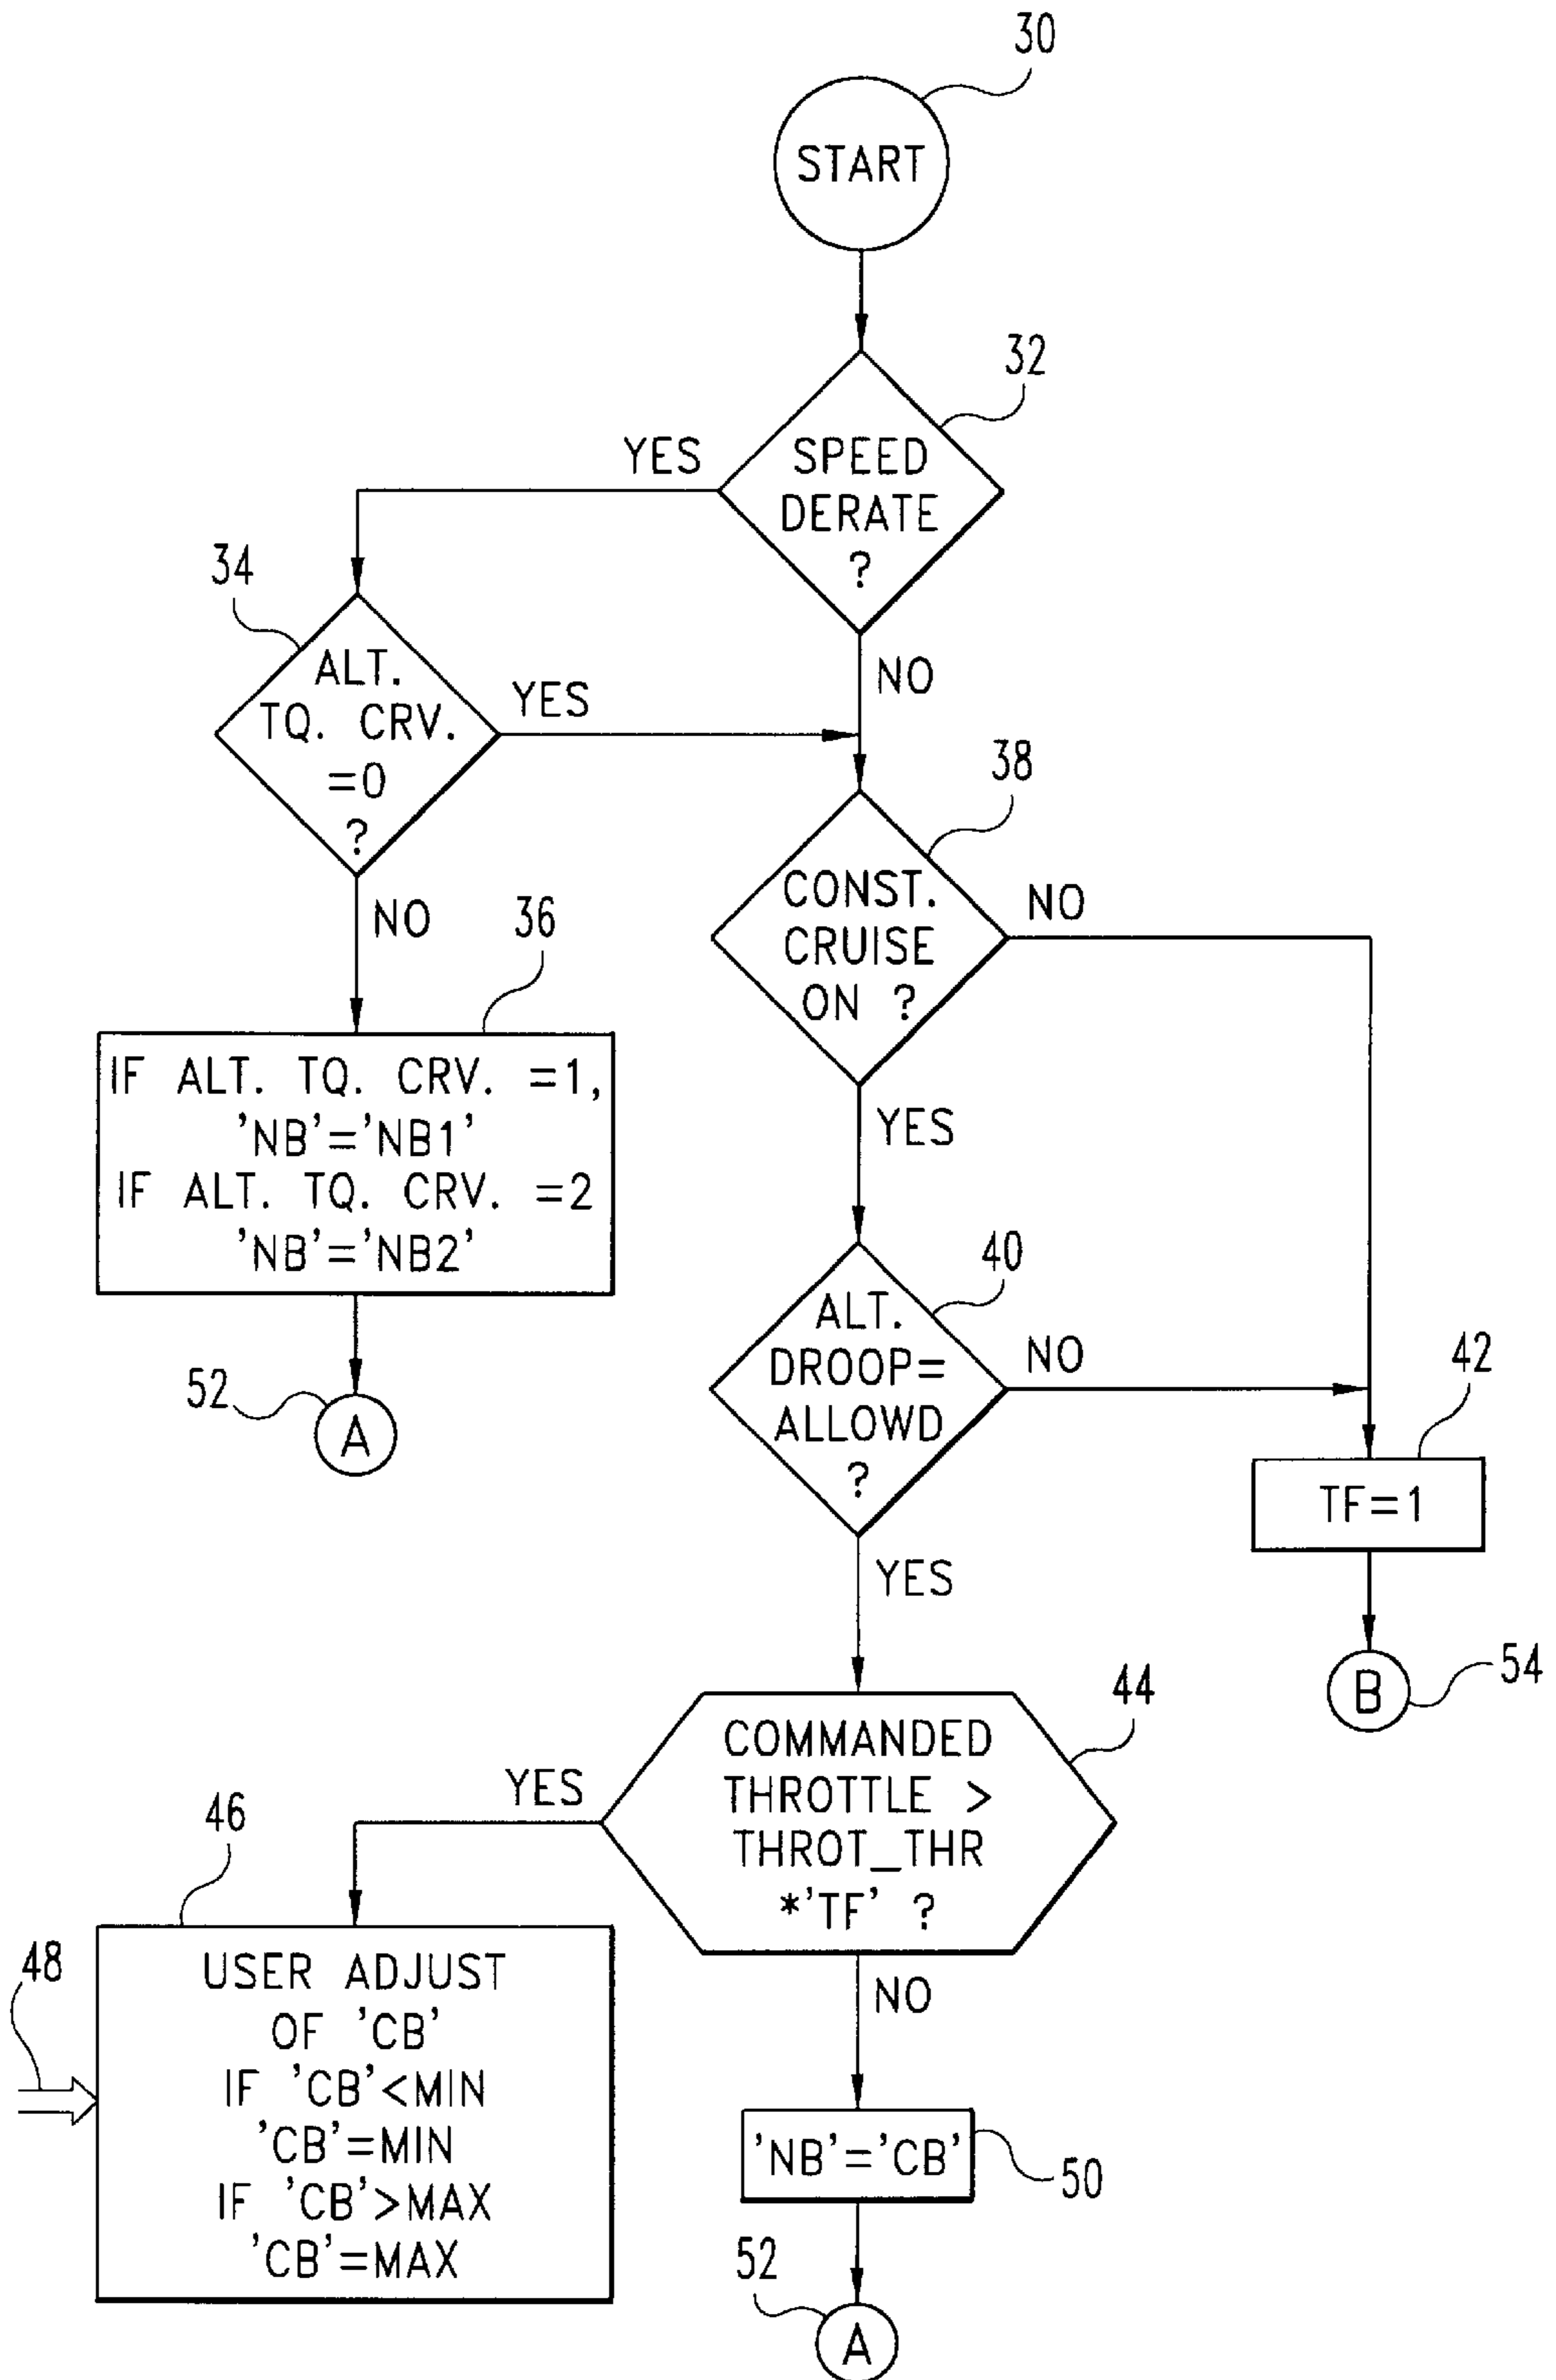 30
START
32
SPEED
DERATE
?
YES
NO
34
ALT.
TQ. CRV.
=0
?
YES
NO
36
IF ALT. TQ. CRV. =1,
'NB'='NB1'
IF ALT. TQ. CRV. =2
'NB'='NB2'
52
A
38
CONST.
CRUISE
ON ?
NO
YES
40
ALT.
DROOP=
ALLOWD
?
NO
YES
42
TF=1
B
54
44
COMMANDED
THROTTLE >
THROT_THR
*'TF' ?
YES
NO
46
48
USER ADJUST
OF 'CB'
IF 'CB'<MIN
'CB'=MIN
IF 'CB'>MAX
'CB'=MAX
'NB'='CB'
50
52
A